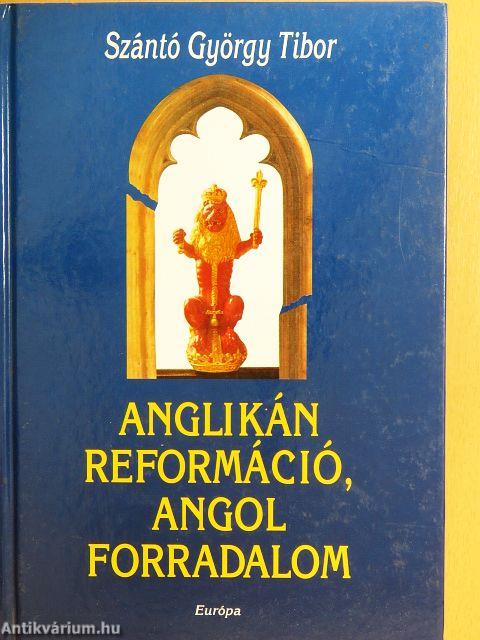 Szántó György Tibor
ANGLIKÁN
REFORMÁCIÓ,
ANGOL
FORRADALOM
Európa
Antikvárium.hu